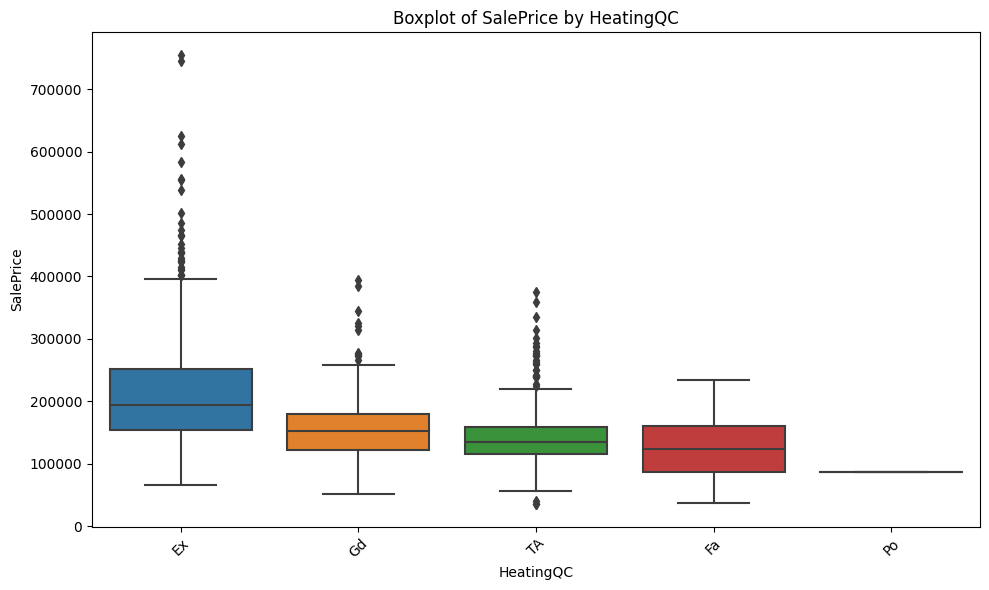 Boxplot of SalePrice by HeatingQC
SalePrice
700000
600000
500000
400000
300000
200000
100000
0
Ex
Gd
TA
Fa
Po
HeatingQC